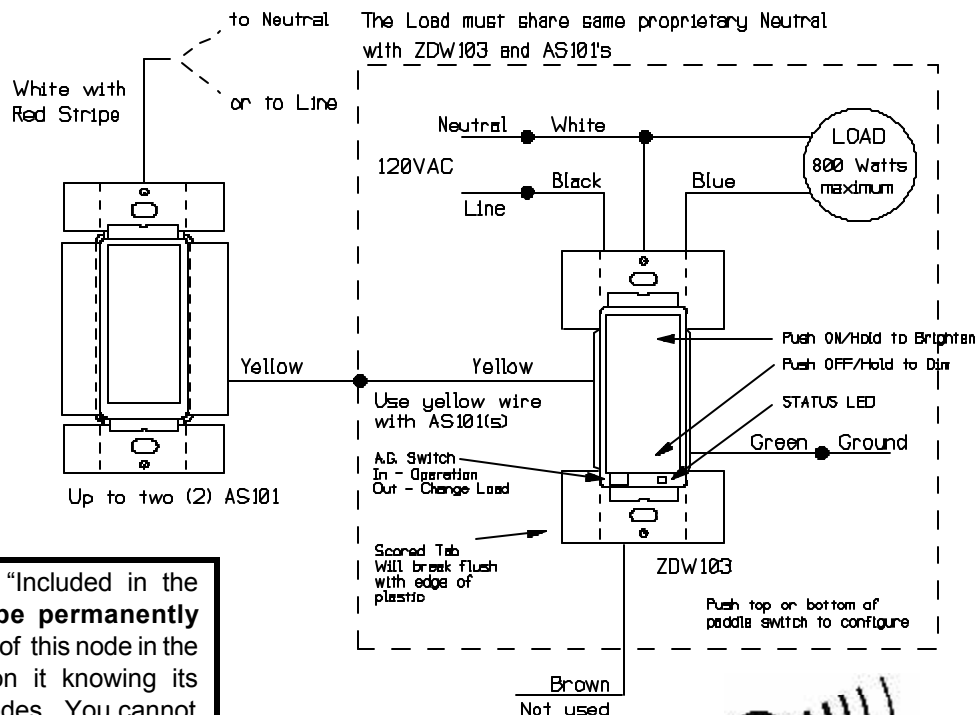 to Neutral
The Load must share same proprietary Neutral
with ZDW103 and AS101's
White with
Red Stripe
or to Line
Neutral
White
LOAD
800 Watts
maximum
120VAC
Black
Blue
Line
Push ON/Hold to Brighten
Push OFF/Hold to Dim
STATUS LED
Yellow
Yellow
Use yellow wire
with AS101(s)
Green
Ground
A.G. Switch
In - Operation
Out - Change Load
Up to two (2) AS101
Scored Tab
Will break flush
with edge of
plastic
ZDW103
Push top or bottom of
paddle switch to configure
Brown
Not used
“Included in the
be permanently
of this node in the
on it knowing its
des. You cannot